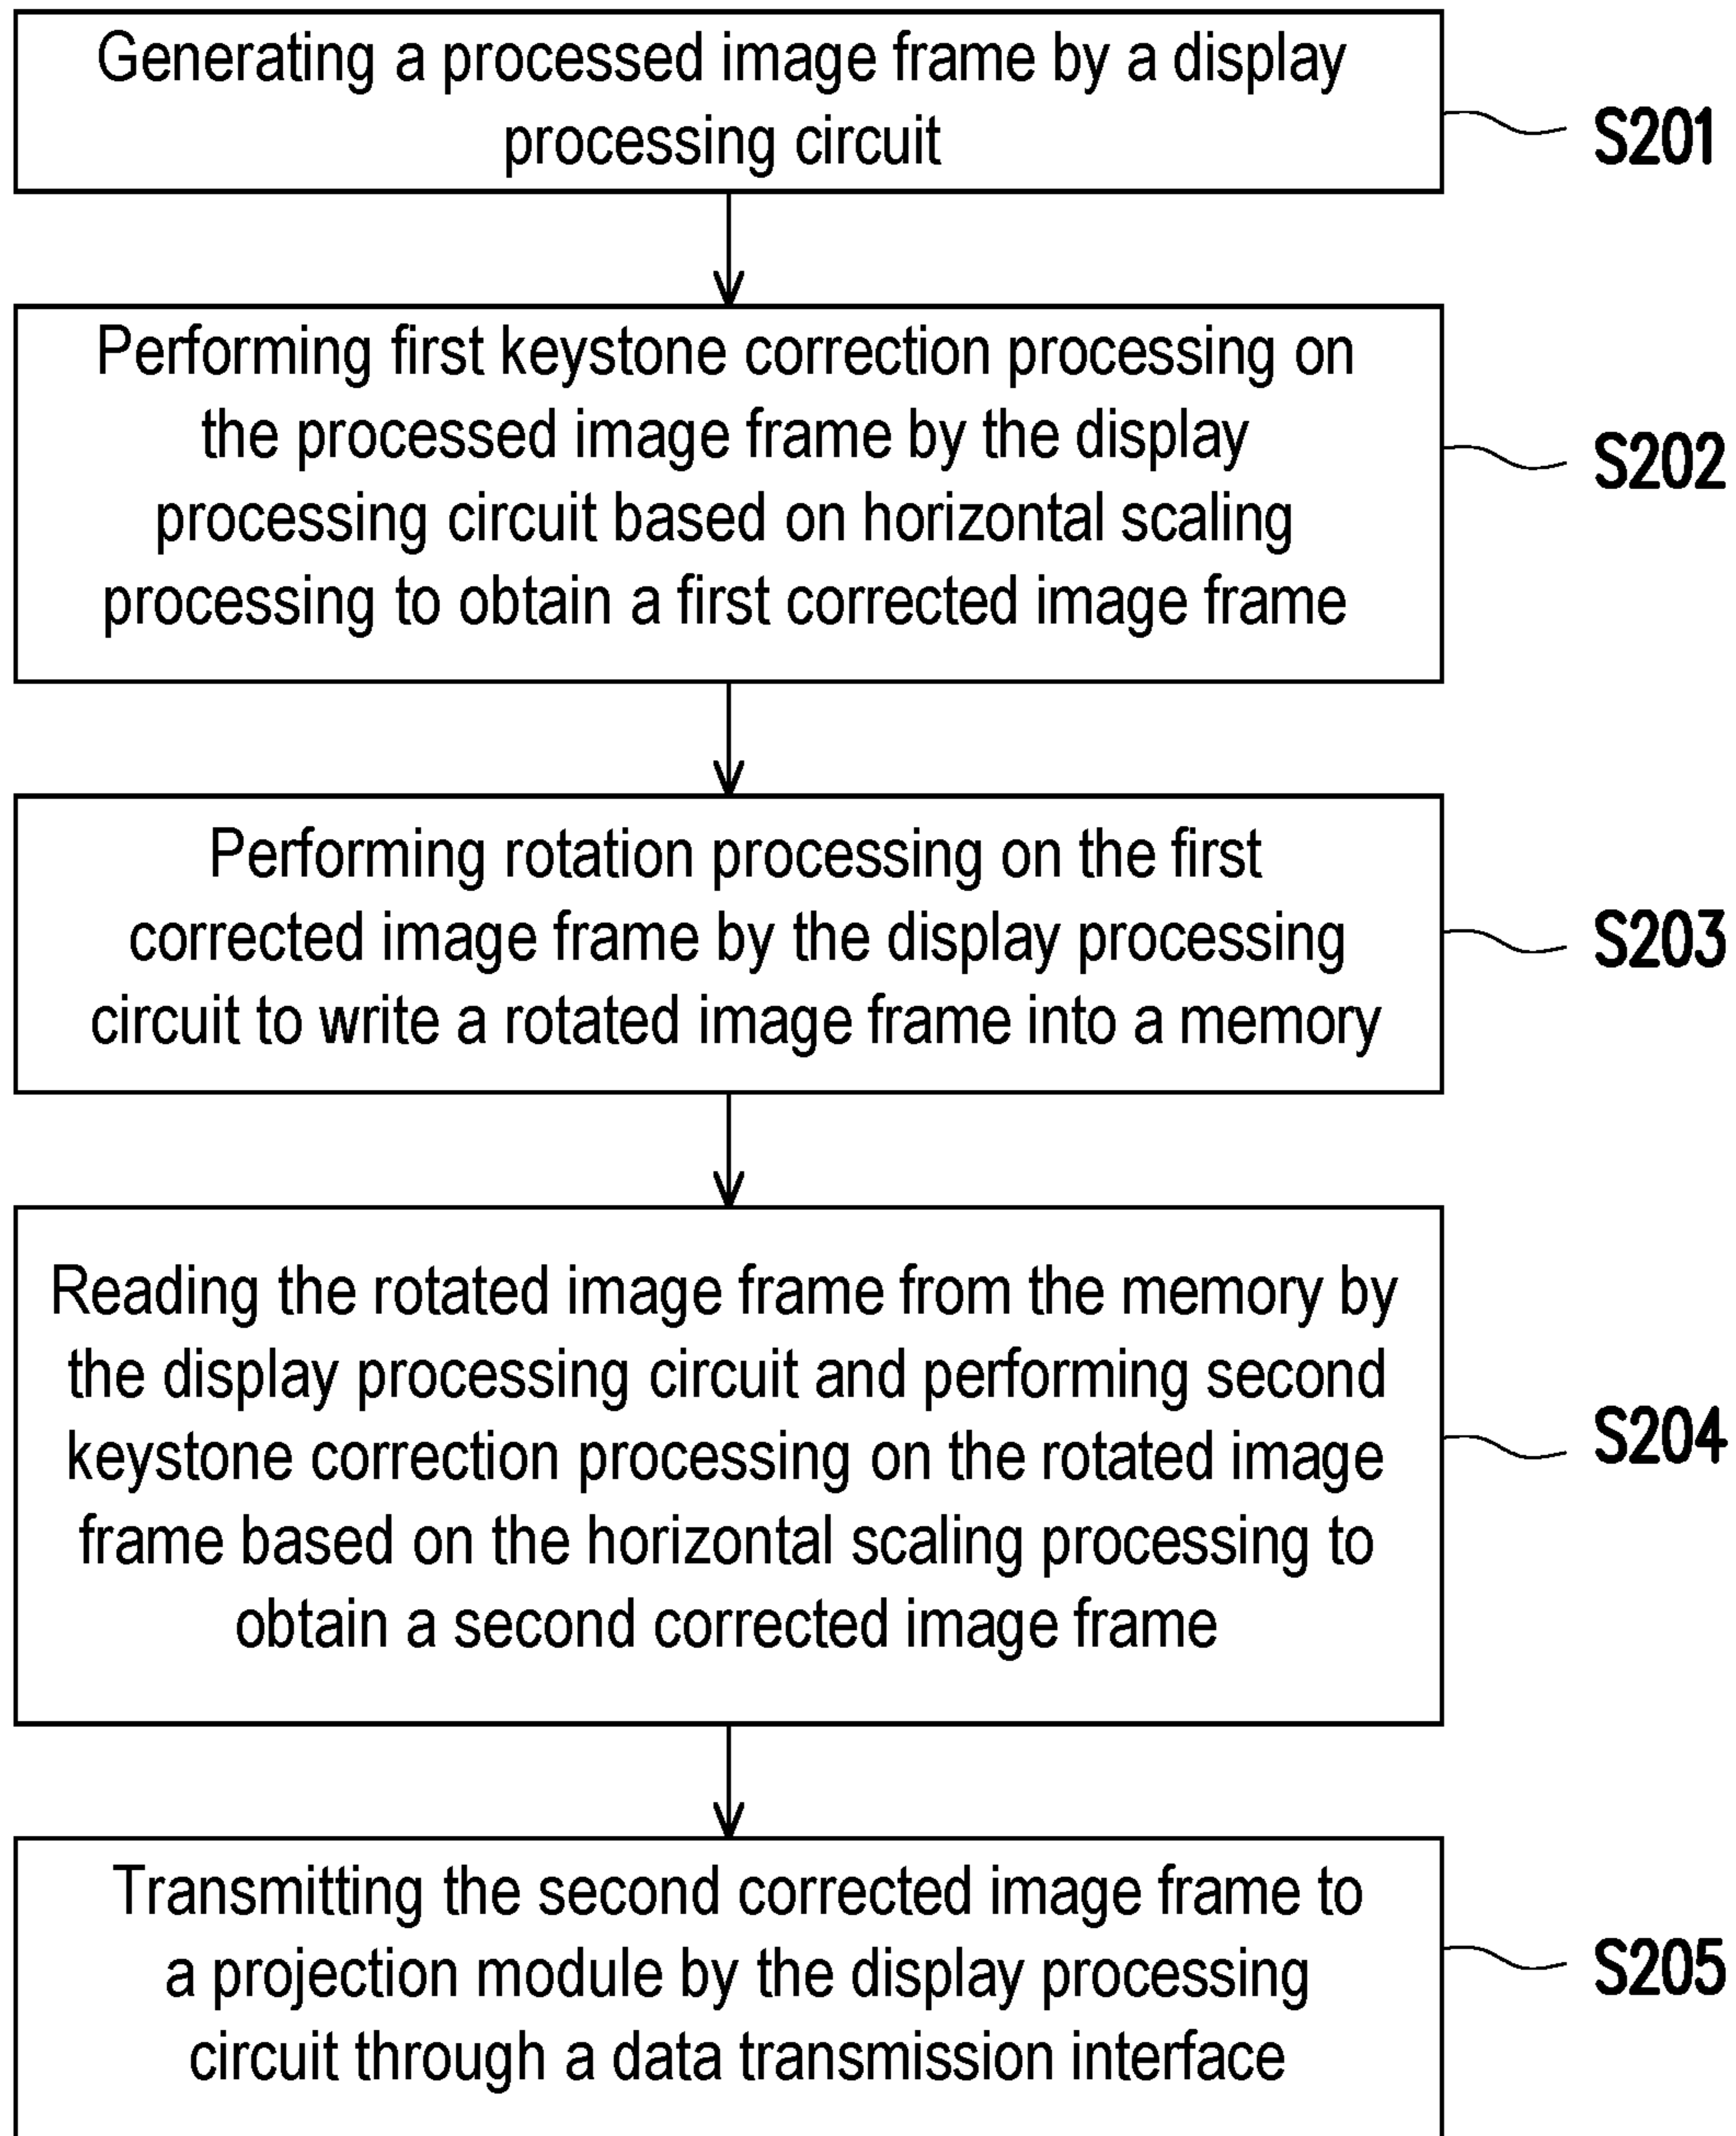 Generating a processed image frame by a display
processing circuit
S201
Performing first keystone correction processing on
the processed image frame by the display
processing circuit based on horizontal scaling
processing to obtain a first corrected image frame
S202
Performing rotation processing on the first
corrected image frame by the display processing
circuit to write a rotated image frame into a memory
S203
Reading the rotated image frame from the memory by
the display processing circuit and performing second
keystone correction processing on the rotated image
frame based on the horizontal scaling processing to
obtain a second corrected image frame
S204
Transmitting the second corrected image frame to
a projection module by the display processing
circuit through a data transmission interface
S205